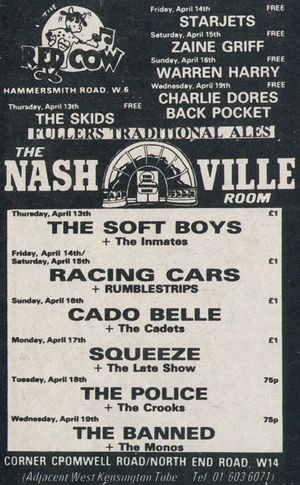 THE
RED COW
HAMMERSMITH ROAD, W.6
Thursday, April 13th FREE
THE SKIDS
Friday, April 14th FREE
STARJETS
Saturday, April 15th FREE
ZAINE GRIFF
Sunday, April 16th FREE
WARREN HARRY
Wednesday, April 19th FREE
CHARLIE DORES
BACK POCKET
FULLERS TRADITIONAL ALES
THE
NASHVILLE
ROOM
Thursday, April 13th £1
THE SOFT BOYS
+ The Inmates
Friday, April 14th/
Saturday, April 15th £1
RACING CARS
+ RUMBLESTRIPS
Sunday, April 16th £1
CADO BELLE
+ The Cadets
Monday, April 17th £1
SQUEEZE
+ The Late Show
Tuesday, April 18th 75p
THE POLICE
+ The Crooks
Wednesday, April 19th 75p
THE BANNED
+ The Monos
CORNER CPOMWELL ROAD/NORTH END ROAD, W14
(Adjacent West Kensington Tube Tel. 01 603 6071)